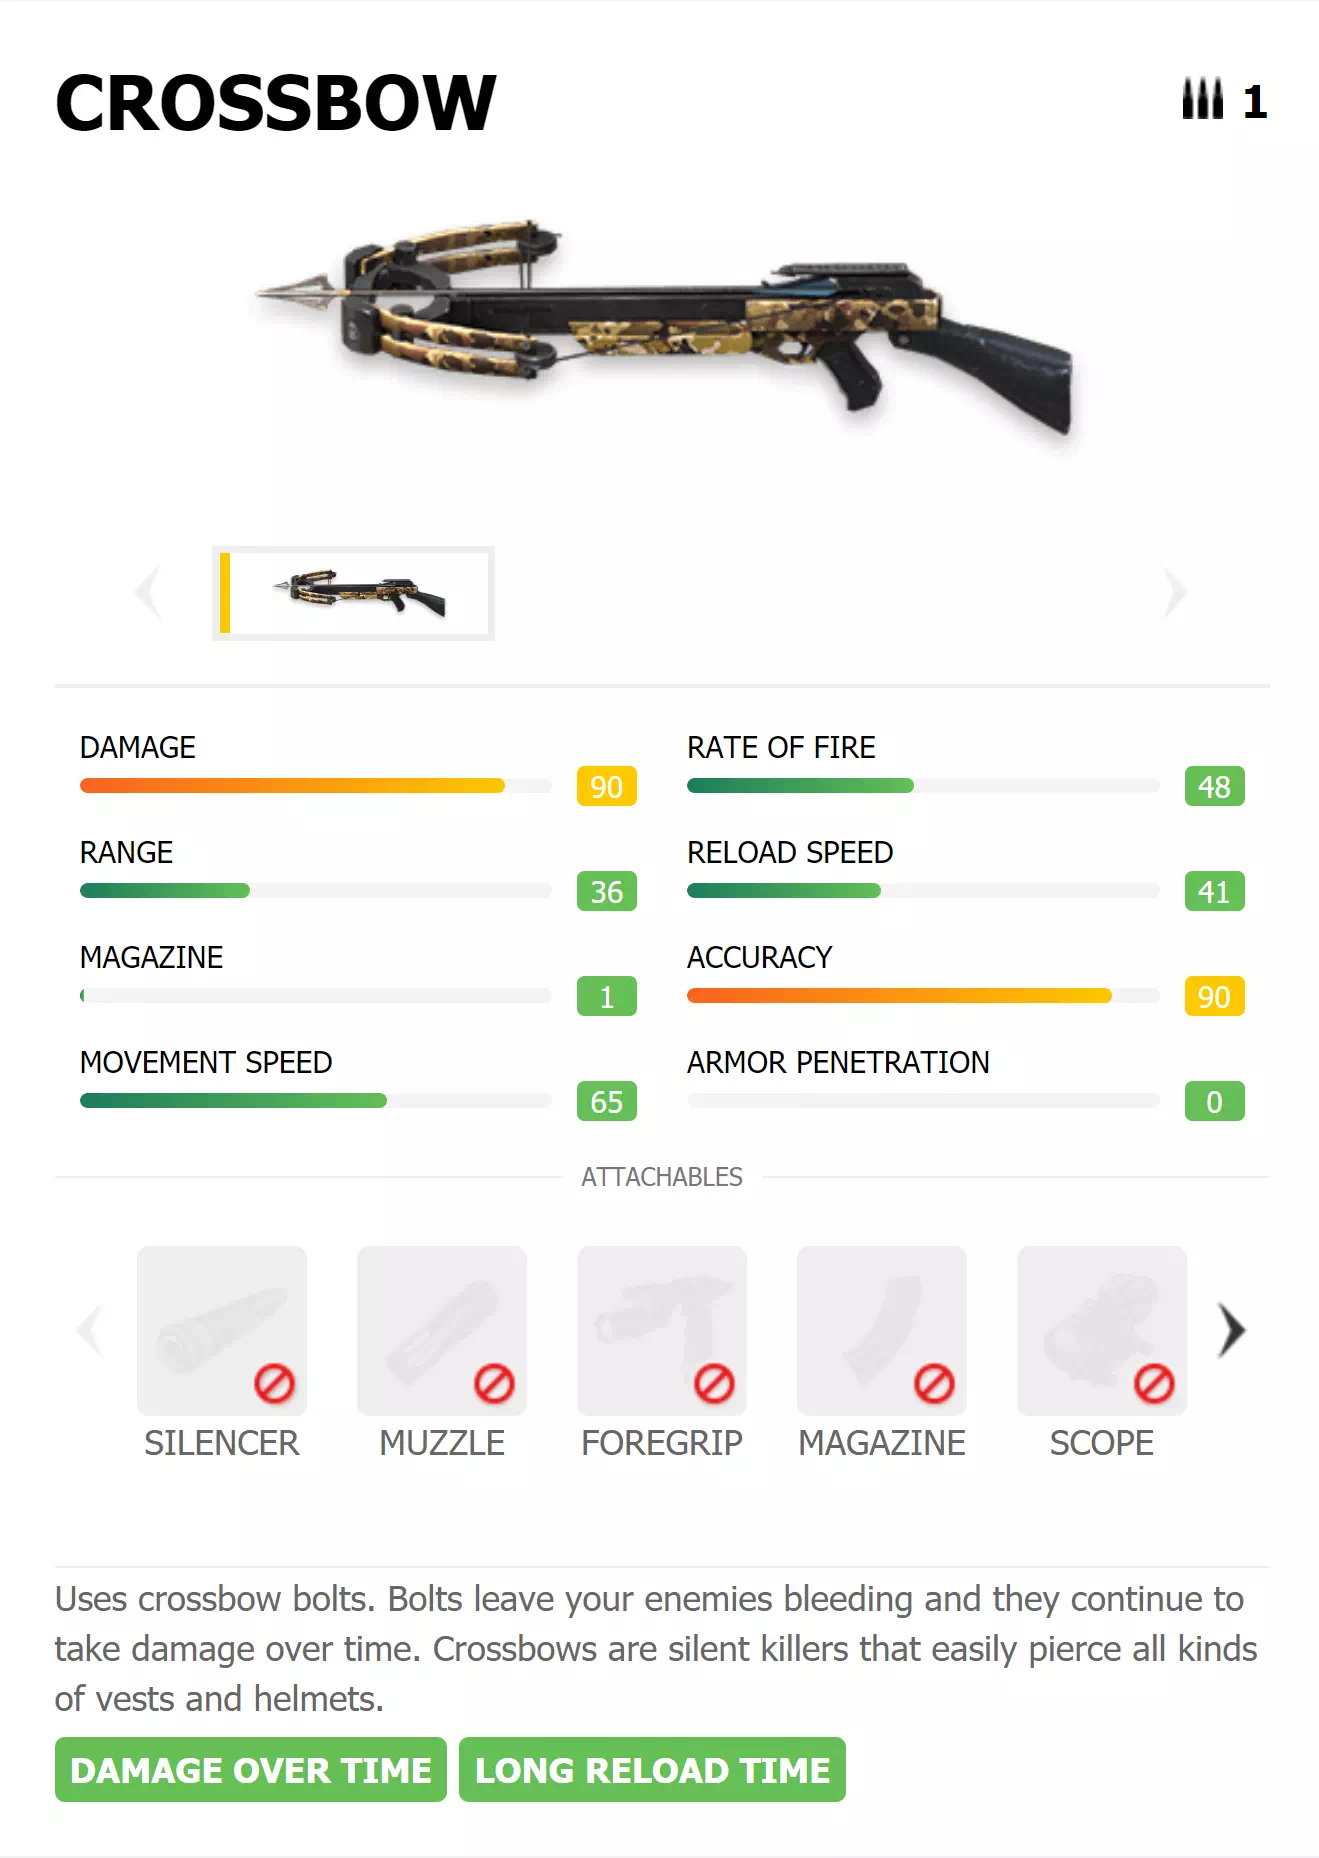 CROSSBOW
1
DAMAGE
90
RATE OF FIRE
48
RANGE
36
RELOAD SPEED
41
MAGAZINE
1
ACCURACY
90
MOVEMENT SPEED
65
ARMOR PENETRATION
0
ATTACHABLES
SILENCER
MUZZLE
FOREGRIP
MAGAZINE
SCOPE
Uses crossbow bolts. Bolts leave your enemies bleeding and they continue to
take damage over time. Crossbows are silent killers that easily pierce all kinds
of vests and helmets.
DAMAGE OVER TIME
LONG RELOAD TIME